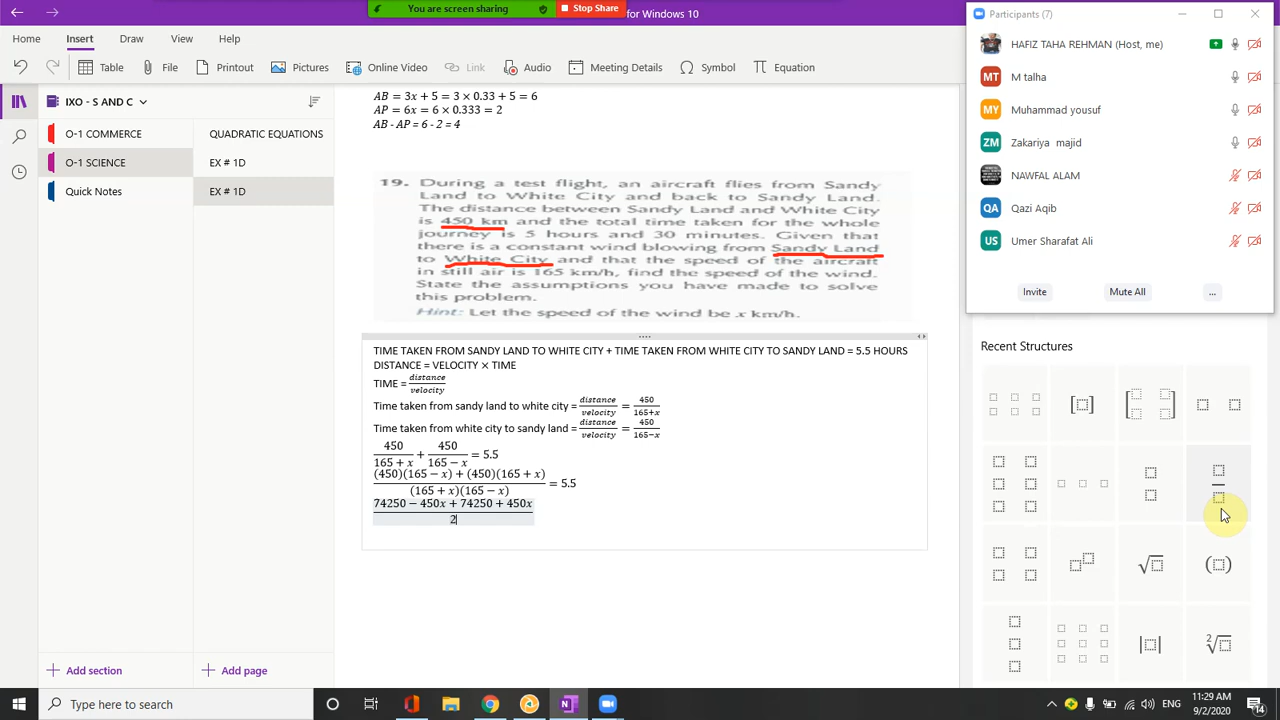 You are screen sharing
Stop Share
for Windows 10
Home
Insert
Draw
View
Help
Table
File
Printout
Pictures
Online Video
Link
Audio
Meeting Details
Symbol
Equation
Participants (7)
HAFIZ TAHA REHMAN (Host, me)
MT M talha
MY Muhammad yousuf
ZM Zakariya majid
NAWFAL ALAM
QA Qazi Aqib
US Umer Sharafat Ali
Invite
Mute All
...
IXO - S AND C
O-1 COMMERCE
O-1 SCIENCE
Quick Notes
QUADRATIC EQUATIONS
EX # 1D
EX # 1D
AB = 3x + 5 = 3 × 0.33 + 5 = 6
AP = 6x = 6 × 0.333 = 2
AB - AP = 6 - 2 = 4
19. During a test flight, an aircraft flies from Sandy
Land to White City and back to Sandy Land.
The distance between Sandy Land and White City
is 450 km and the total time taken for the whole
journey is 5 hours and 30 minutes. Given that
there is a constant wind blowing from Sandy Land
to White City and that the speed of the aircraft
in still air is 165 km/h, find the speed of the wind.
State the assumptions you have made to solve
this problem.
Hint: Let the speed of the wind be x km/h.
TIME TAKEN FROM SANDY LAND TO WHITE CITY + TIME TAKEN FROM WHITE CITY TO SANDY LAND = 5.5 HOURS
DISTANCE = VELOCITY × TIME
TIME = distance/velocity
Time taken from sandy land to white city = distance/velocity = 450/165+x
Time taken from white city to sandy land = distance/velocity = 450/165−x
450/165 + x + 450/165 − x = 5.5
(450)(165 − x) + (450)(165 + x)/(165 + x)(165 − x) = 5.5
74250 − 450x + 74250 + 450x/2
Recent Structures
Add section
Add page
Type here to search
ENG
11:29 AM
9/2/2020
14